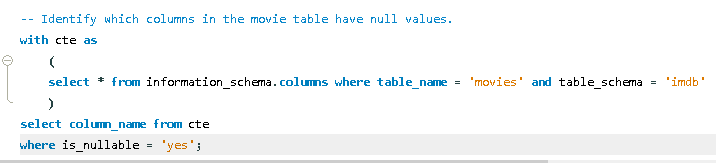 -- Identify which columns in the movie table have null values.
with cte as
(
select * from information_schema.columns where table_name = 'movies' and table_schema = 'imdb'
)
select column_name from cte
where is_nullable = 'yes';